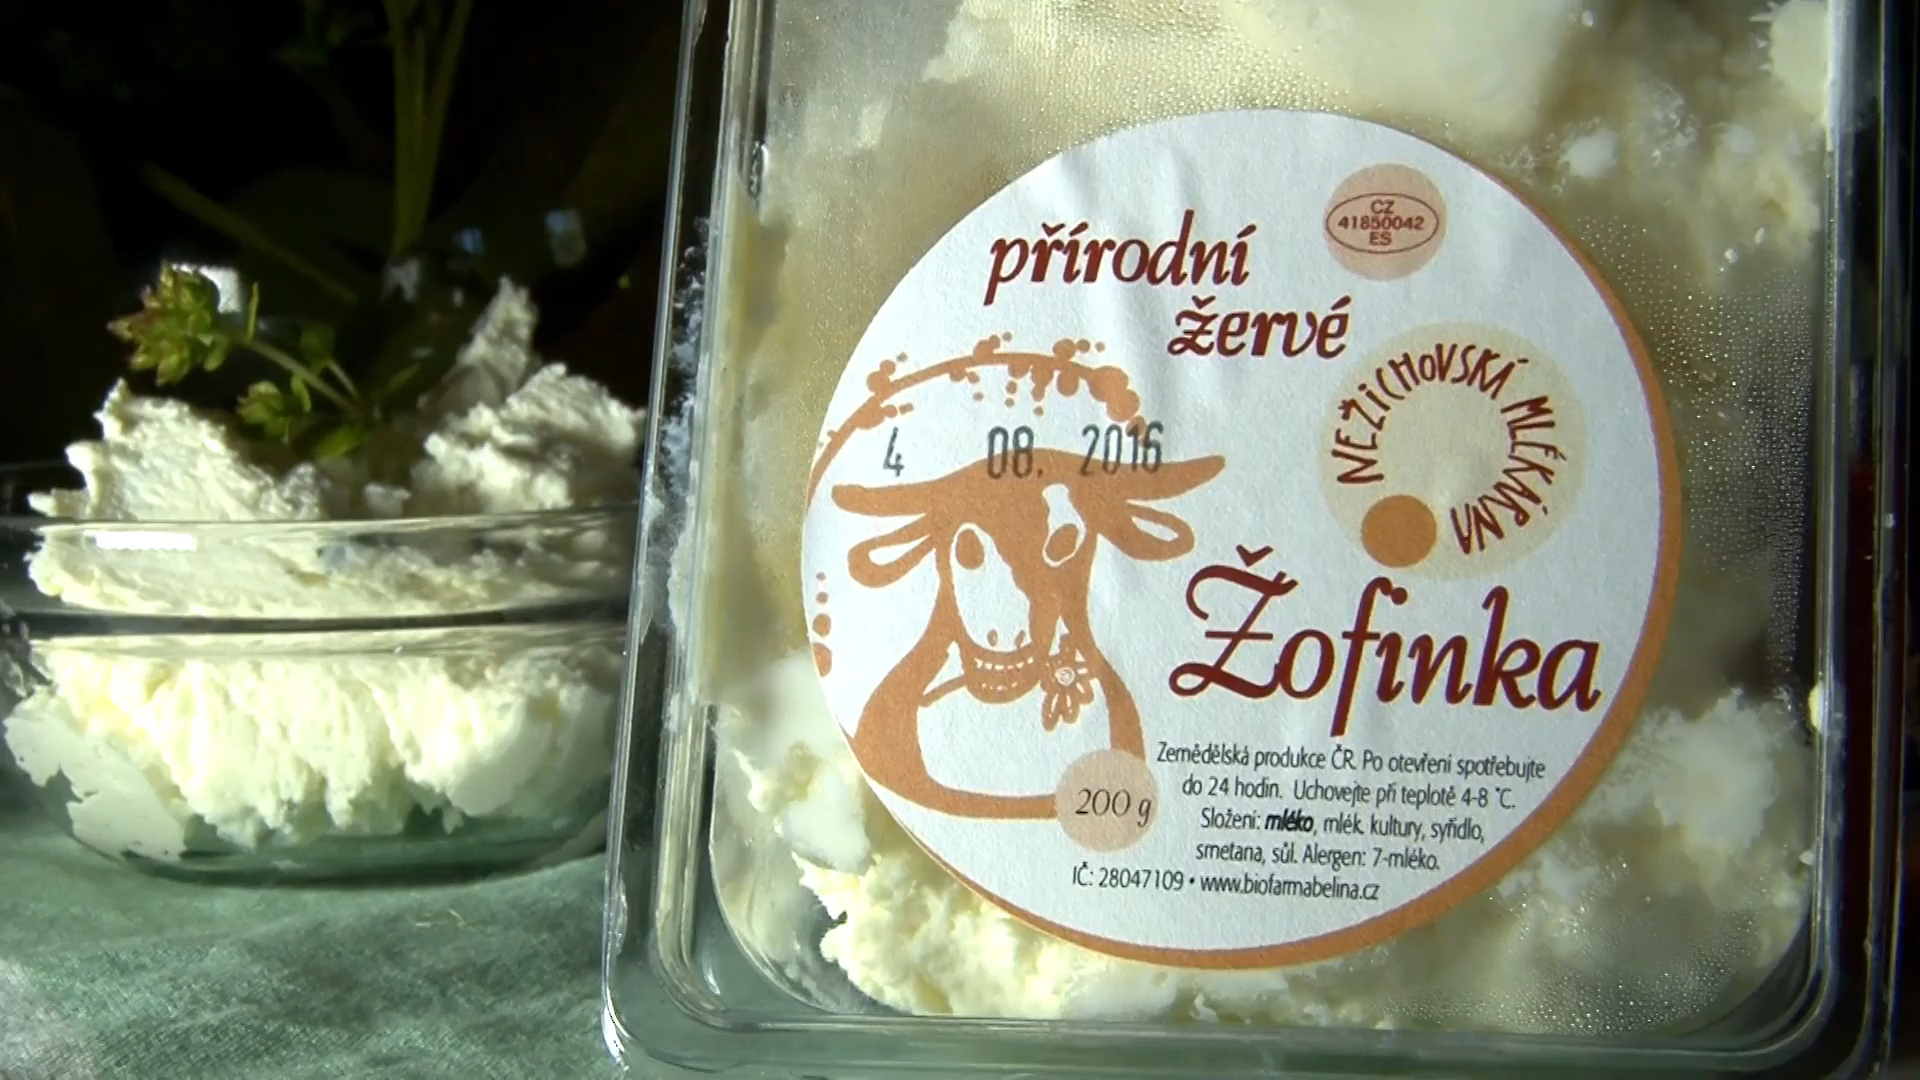 přírodní
žervé
CZ
41850042
ES
NEŽICHOVSKÁ MLÉKÁRNA
4 08. 2016
Žofinka
200 g
Zemědělská produkce ČR. Po otevření spotřebujte
do 24 hodin. Uchovejte při teplotě 4-8 °C.
Složení: mléko, mlék. kultury, syřidlo,
smetana, sůl. Alergen: 7-mléko.
IČ: 28047109 • www.biofarmabelina.cz